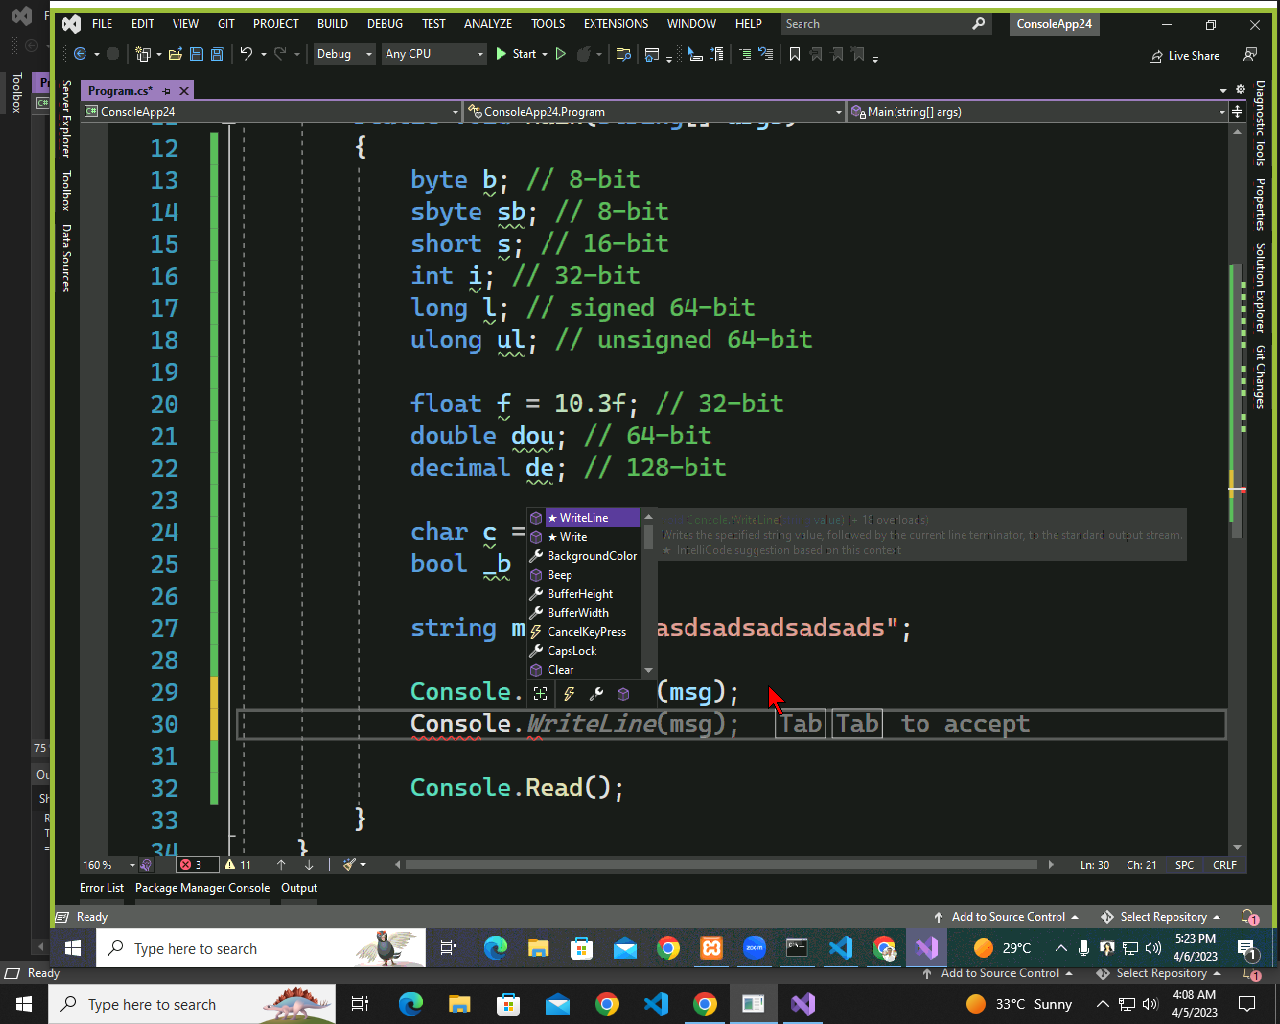 FILE EDIT VIEW GIT PROJECT BUILD DEBUG TEST ANALYZE TOOLS EXTENSIONS WINDOW HELP Search ConsoleApp24
Debug Any CPU Start Live Share
Toolbox
Server Explorer
Toolbox
Data Sources
Program.cs*
ConsoleApp24 ConsoleApp24.Program Main(string[] args)
12 {
13 byte b; // 8-bit
14 sbyte sb; // 8-bit
15 short s; // 16-bit
16 int i; // 32-bit
17 long l; // signed 64-bit
18 ulong ul; // unsigned 64-bit
19
20 float f = 10.3f; // 32-bit
21 double dou; // 64-bit
22 decimal de; // 128-bit
23
24 char c =
25 bool _b
26
27 string m asdsadsadsadsads";
28
29 Console. (msg);
30 Console.WriteLine(msg); Tab Tab to accept
31
32 Console.Read();
33 }
34 }
★ WriteLine
★ Write
BackgroundColor
Beep
BufferHeight
BufferWidth
CancelKeyPress
CapsLock
Clear
Console.WriteLine( value) (+ 18 overloads)
Writes the specified string value, followed by the current line terminator, to the standard output stream.
★ IntelliCode suggestion based on this context
Diagnostic Tools
Properties
Solution Explorer
Git Changes
160 % 3 11 Ln: 30 Ch: 21 SPC CRLF
Error List Package Manager Console Output
Ready Add to Source Control Select Repository 1
Type here to search zoom 29°C 5:23 PM
4/6/2023 1
75 %
Ou
Ready Add to Source Control Select Repository 1
Type here to search 33°C Sunny 4:08 AM
4/5/2023